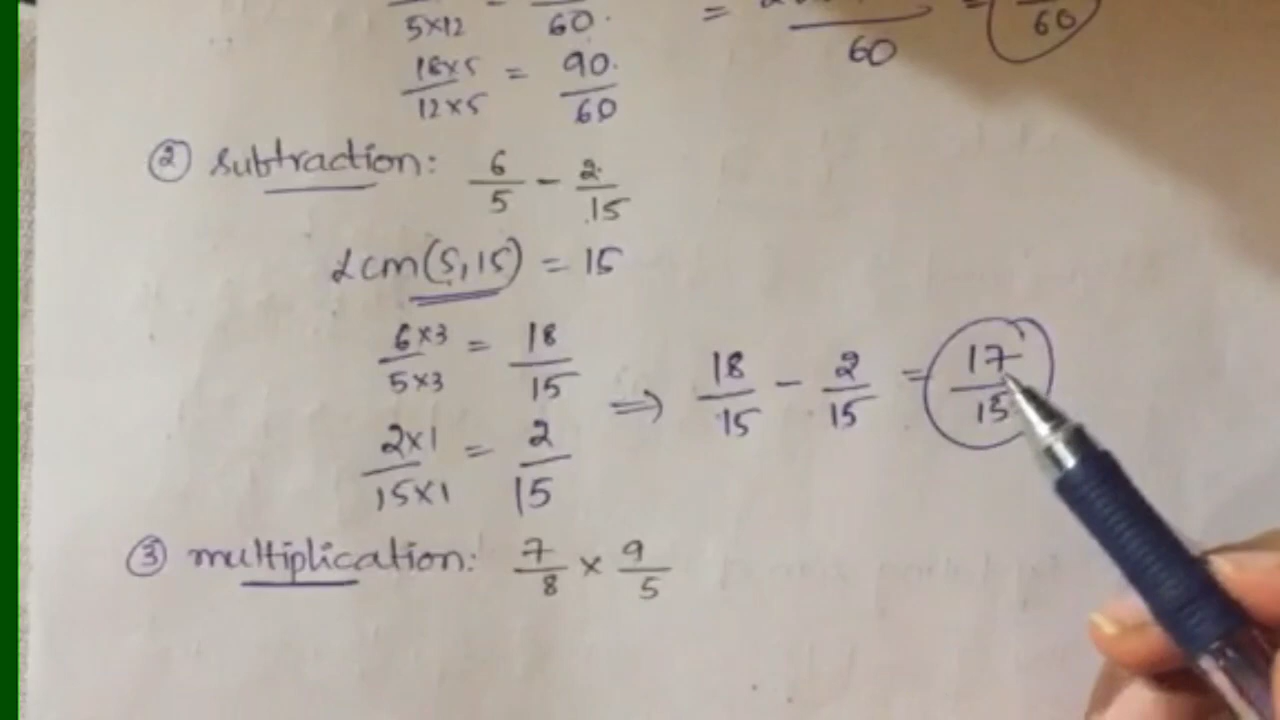 5×12 = 60. = 60 = 60
18×5/12×5 = 90./60
② subtraction: 6/5 - 2./15
Lcm(5,15) = 15
6×3/5×3 = 18/15
2×1/15×1 = 2/15 ⇒ 18/15 - 2/15 = 17/15
③ multiplication: 7/8 × 9/5